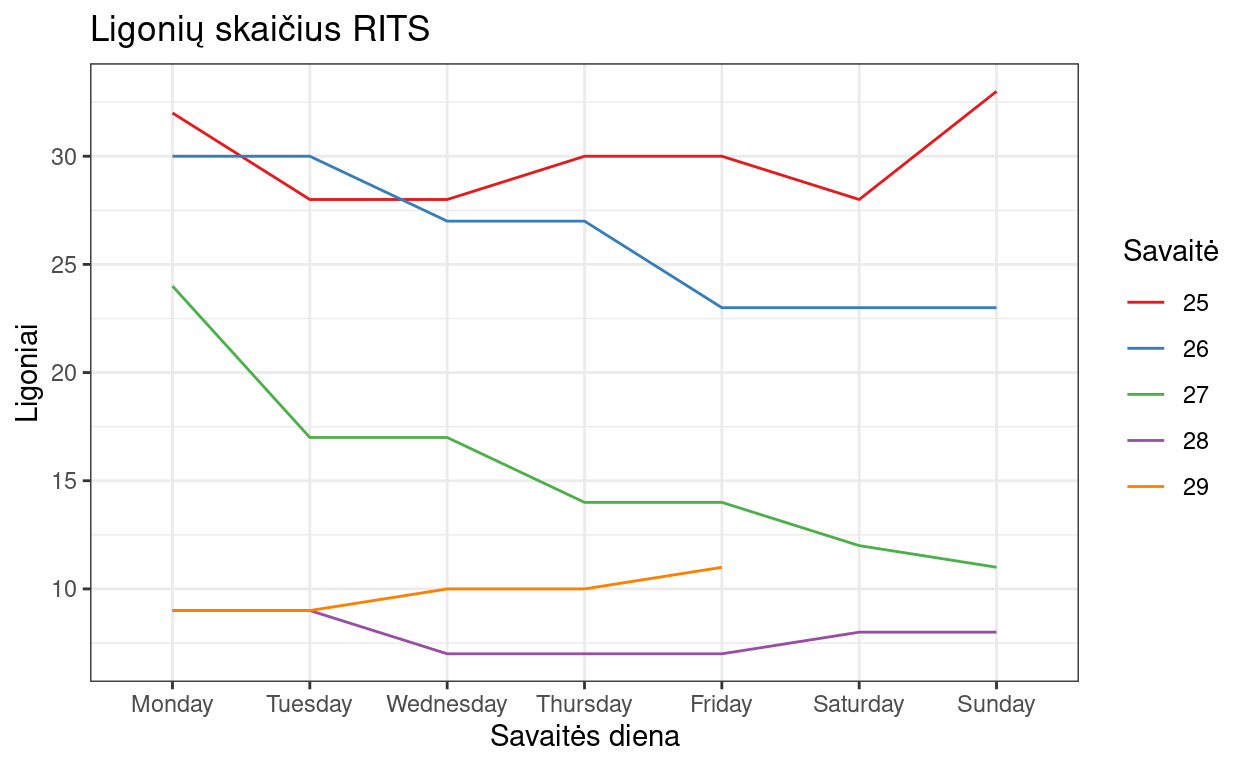 Ligonių skaičius RITS
Ligoniai
30
25
20
15
10
Monday Tuesday Wednesday Thursday Friday Saturday Sunday
Savaitės diena
Savaitė
25
26
27
28
29